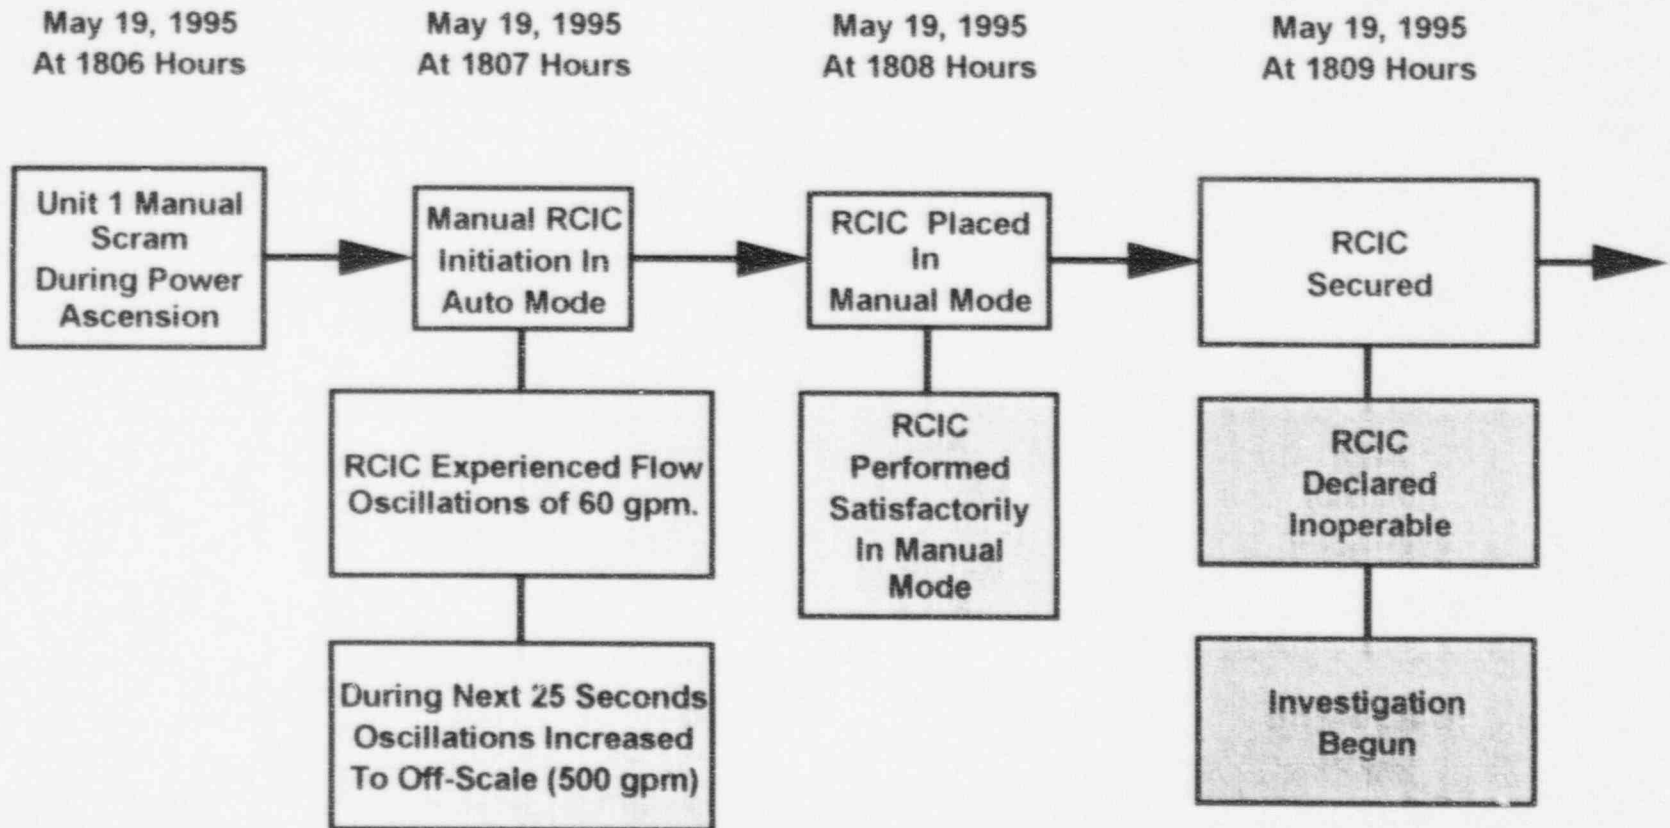 May 19, 1995
At 1806 Hours
May 19, 1995
At 1807 Hours
May 19, 1995
At 1808 Hours
May 19, 1995
At 1809 Hours
Unit 1 Manual
Scram
During Power
Ascension
Manual RCIC
Initiation In
Auto Mode
RCIC Experienced Flow
Oscillations of 60 gpm.
During Next 25 Seconds
Oscillations Increased
To Off-Scale (500 gpm)
RCIC Placed
In
Manual Mode
RCIC
Performed
Satisfactorily
In Manual
Mode
RCIC
Secured
RCIC
Declared
Inoperable
Investigation
Begun